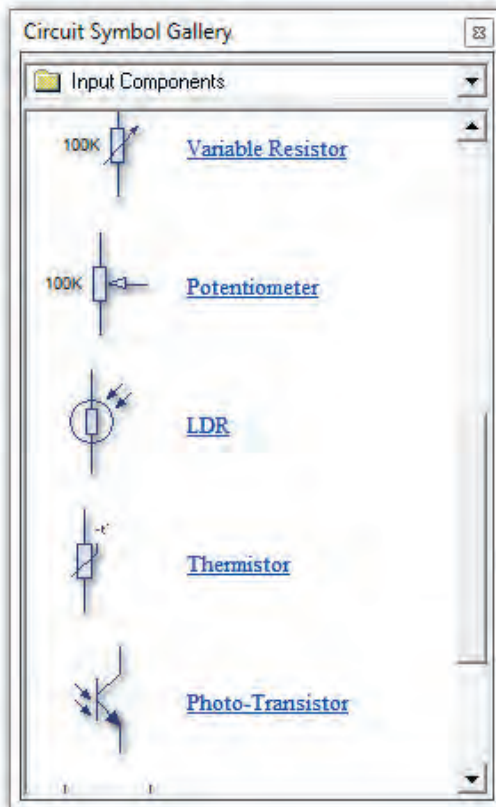 Circuit Symbol Gallery
Input Components
100K Variable Resistor
100K Potentiometer
LDR
-t° Thermistor
Photo-Transistor